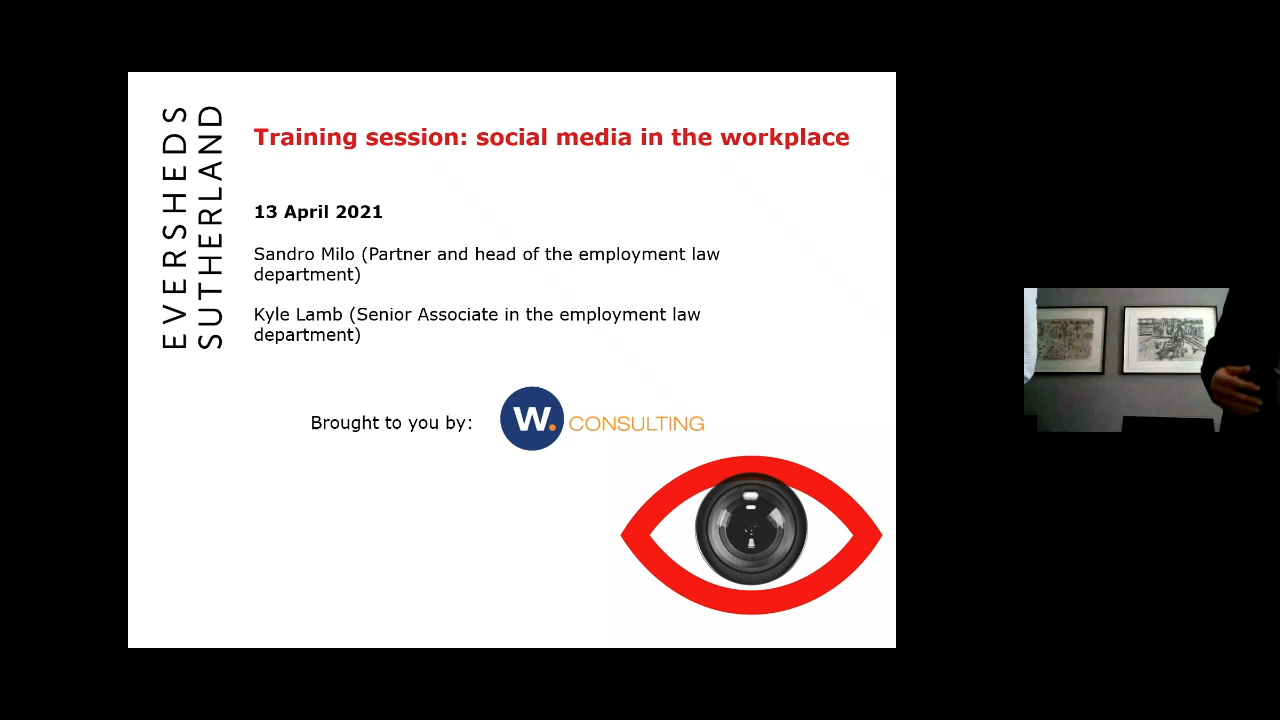 EVERSHEDS
SUTHERLAND
Training session: social media in the workplace
13 April 2021
Sandro Milo (Partner and head of the employment law
department)
Kyle Lamb (Senior Associate in the employment law
department)
Brought to you by:
W. CONSULTING